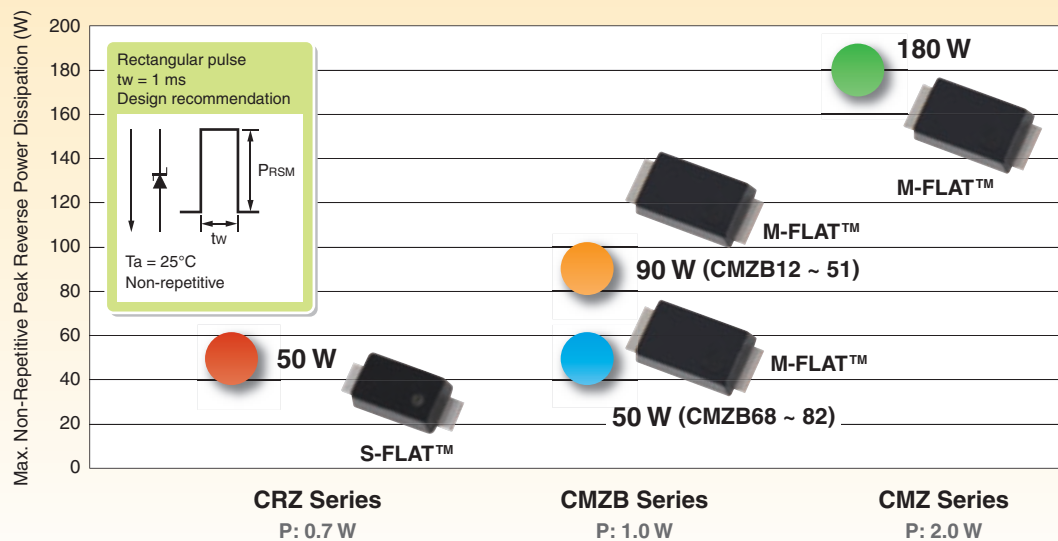 Max. Non-Repetitive Peak Reverse Power Dissipation (W)
200
180
160
140
120
100
80
60
40
20
0
Rectangular pulse
tw = 1 ms
Design recommendation
PRSM
tw
Ta = 25°C
Non-repetitive
50 W
S-FLAT™
M-FLAT™
90 W (CMZB12 ~ 51)
M-FLAT™
50 W (CMZB68 ~ 82)
180 W
M-FLAT™
CRZ Series
P: 0.7 W
CMZB Series
P: 1.0 W
CMZ Series
P: 2.0 W